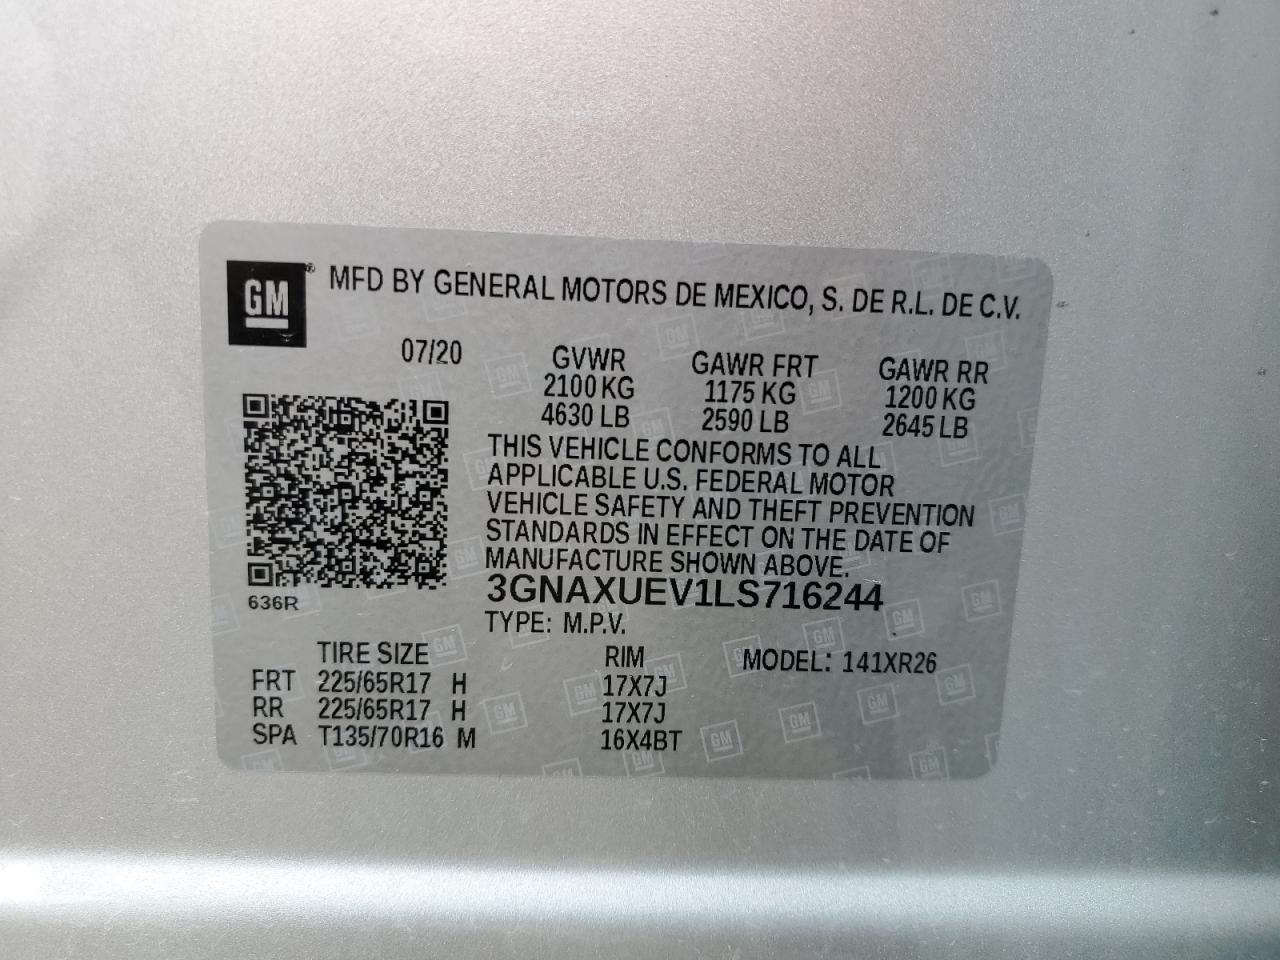 GM® MFD BY GENERAL MOTORS DE MEXICO, S. DE R.L. DE C.V.
07/20 GVWR GAWR FRT GAWR RR
2100 KG 1175 KG 1200 KG
4630 LB 2590 LB 2645 LB
THIS VEHICLE CONFORMS TO ALL
APPLICABLE U.S. FEDERAL MOTOR
VEHICLE SAFETY AND THEFT PREVENTION
STANDARDS IN EFFECT ON THE DATE OF
MANUFACTURE SHOWN ABOVE.
636R 3GNAXUEV1LS716244
TYPE: M.P.V.
TIRE SIZE RIM MODEL: 141XR26
FRT 225/65R17 H 17X7J
RR 225/65R17 H 17X7J
SPA T135/70R16 M 16X4BT